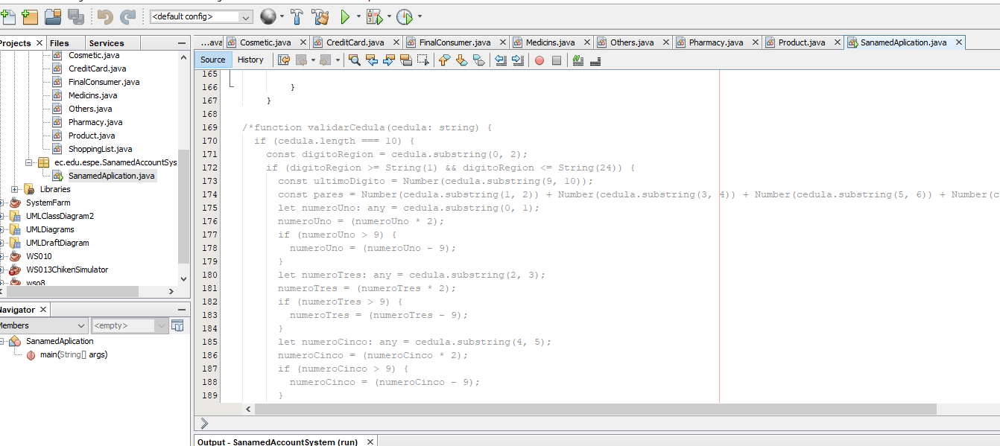 <default config>
Projects Files Services
...ava Cosmetic.java CreditCard.java FinalConsumer.java Medicins.java Others.java Pharmacy.java Product.java SanamedAplication.java
Source History
Cosmetic.java
CreditCard.java
FinalConsumer.java
Medicins.java
Others.java
Pharmacy.java
Product.java
ShoppingList.java
ec.edu.espe.SanamedAccountSys
SanamedAplication.java
Libraries
SystemFarm
UMLClassDiagram2
UMLDiagrams
UMLDraftDiagram
WS010
WS013ChikenSimulator
wso8
Navigator
Members <empty>
SanamedAplication
main(String[] args)
165
166 }
167 }
168
169 /*function validarCedula(cedula: string) {
170 if (cedula.length === 10) {
171 const digitoRegion = cedula.substring(0, 2);
172 if (digitoRegion >= String(1) && digitoRegion <= String(24)) {
173 const ultimoDigito = Number(cedula.substring(9, 10));
174 const pares = Number(cedula.substring(1, 2)) + Number(cedula.substring(3, 4)) + Number(cedula.substring(5, 6)) + Number(c
175 let numeroUno: any = cedula.substring(0, 1);
176 numeroUno = (numeroUno * 2);
177 if (numeroUno > 9) {
178 numeroUno = (numeroUno - 9);
179 }
180 let numeroTres: any = cedula.substring(2, 3);
181 numeroTres = (numeroTres * 2);
182 if (numeroTres > 9) {
183 numeroTres = (numeroTres - 9);
184 }
185 let numeroCinco: any = cedula.substring(4, 5);
186 numeroCinco = (numeroCinco * 2);
187 if (numeroCinco > 9) {
188 numeroCinco = (numeroCinco - 9);
189 }
Output - SanamedAccountSystem (run)